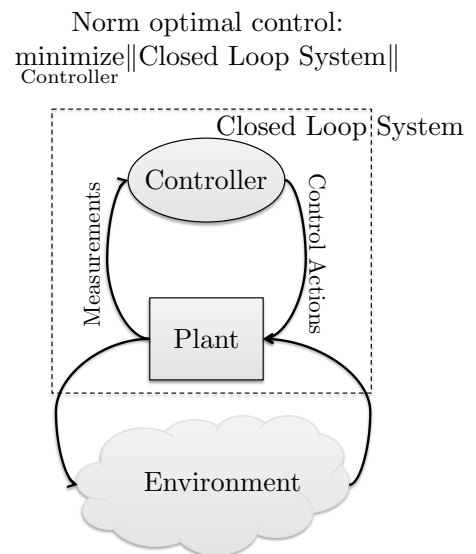 Norm optimal control:
minimize‖Closed Loop System‖
Controller
Closed Loop System
Controller
Measurements
Control Actions
Plant
Environment